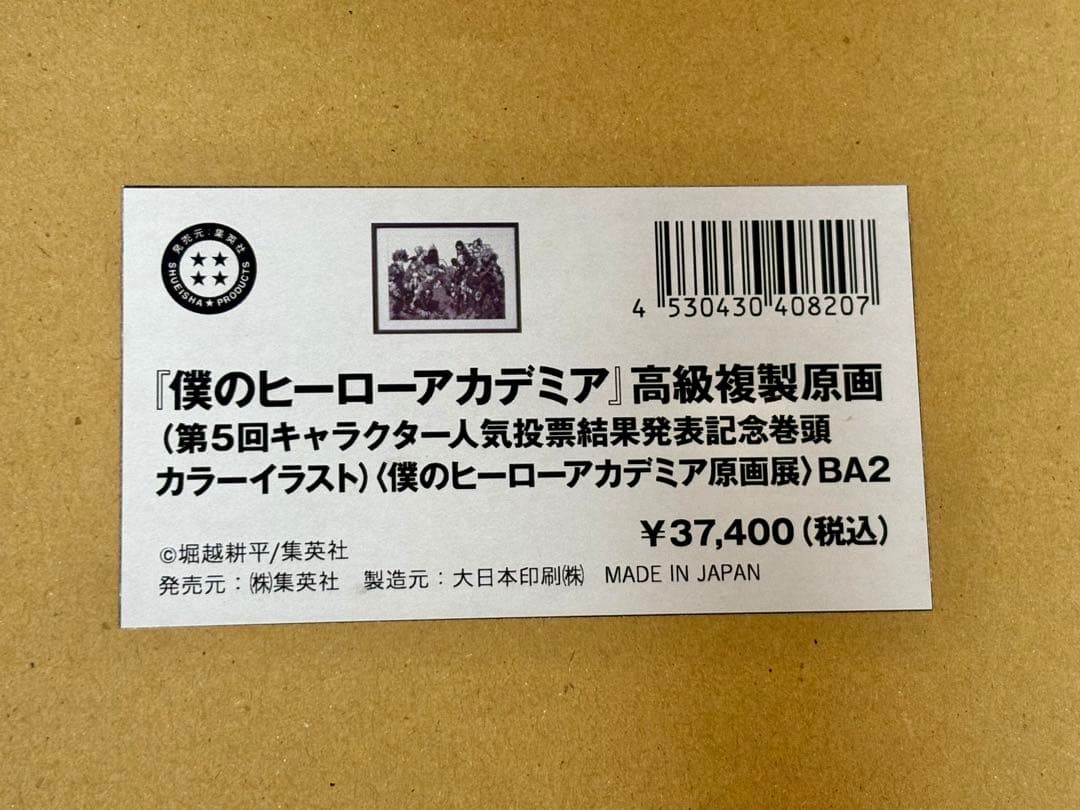 発売元:集英社
SHUEISHA★PRODUCTS
4 530430 408207
『僕のヒーローアカデミア』高級複製原画
(第5回キャラクター人気投票結果発表記念巻頭
カラーイラスト)〈僕のヒーローアカデミア原画展〉BA2
¥37,400(税込)
©堀越耕平/集英社
発売元:㈱集英社 製造元:大日本印刷㈱ MADE IN JAPAN